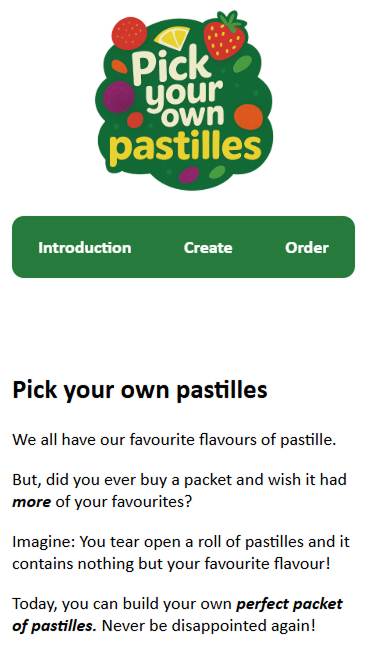 Pick
your
own
pastilles
Introduction Create Order
Pick your own pastilles
We all have our favourite flavours of pastille.
But, did you ever buy a packet and wish it had
more of your favourites?
Imagine: You tear open a roll of pastilles and it
contains nothing but your favourite flavour!
Today, you can build your own perfect packet
of pastilles. Never be disappointed again!